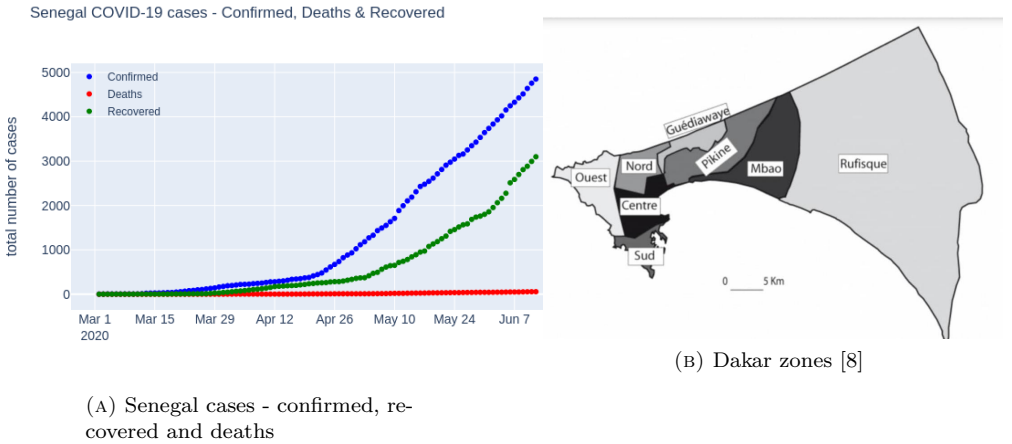 Senegal COVID-19 cases - Confirmed, Deaths & Recovered
total number of cases
5000
4000
3000
2000
1000
0
Confirmed
Deaths
Recovered
Mar 1
2020
Mar 15
Mar 29
Apr 12
Apr 26
May 10
May 24
Jun 7
(A) Senegal cases - confirmed, re-
covered and deaths
Guédiawaye
Nord
Pikine
Ouest
Mbao
Rufisque
Centre
Sud
0 5 Km
(B) Dakar zones [8]